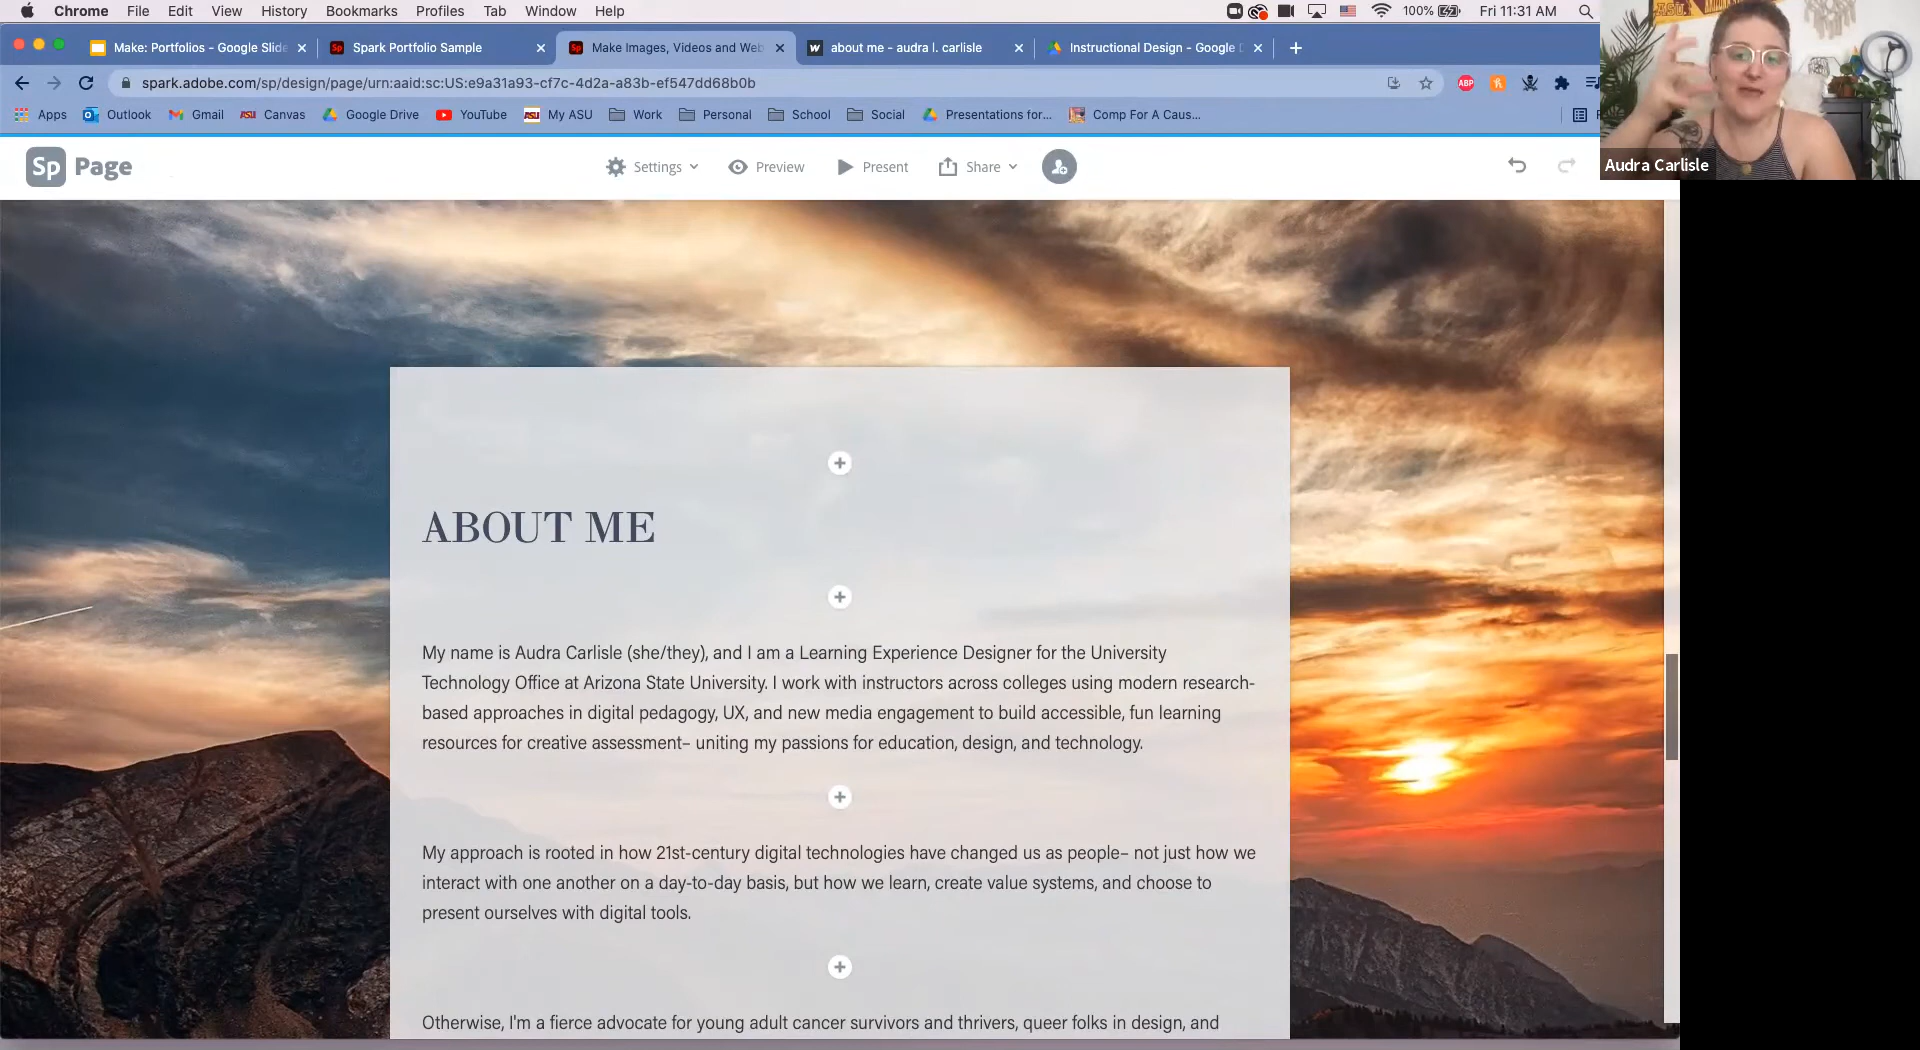 Chrome File Edit View History Bookmarks Profiles Tab Window Help 100% Fri 11:31 AM
Make: Portfolios - Google Slide
Spark Portfolio Sample
Make Images, Videos and Web
about me - audra l. carlisle
Instructional Design - Google
spark.adobe.com/sp/design/page/urn:aaid:sc:US:e9a31a93-cf7c-4d2a-a83b-ef547dd68b0b
ABP
Apps Outlook Gmail ASU Canvas Google Drive YouTube My ASU Work Personal School Social Presentations for... Comp For A Caus...
Sp Page Settings Preview Present Share
Audra Carlisle
ABOUT ME
My name is Audra Carlisle (she/they), and I am a Learning Experience Designer for the University
Technology Office at Arizona State University. I work with instructors across colleges using modern research-
based approaches in digital pedagogy, UX, and new media engagement to build accessible, fun learning
resources for creative assessment– uniting my passions for education, design, and technology.
My approach is rooted in how 21st-century digital technologies have changed us as people– not just how we
interact with one another on a day-to-day basis, but how we learn, create value systems, and choose to
present ourselves with digital tools.
Otherwise, I'm a fierce advocate for young adult cancer survivors and thrivers, queer folks in design, and